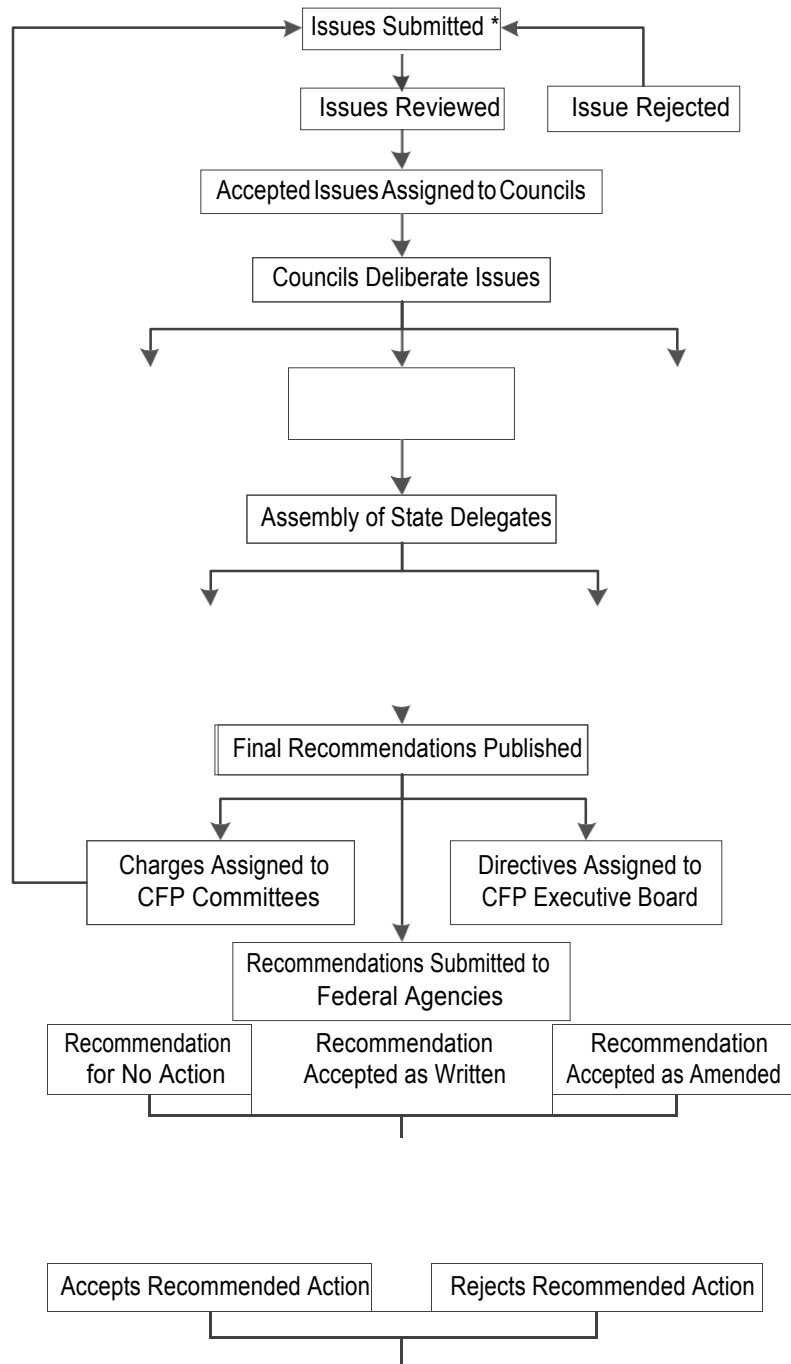 Issues Submitted *
Issues Reviewed
Issue Rejected
Accepted Issues Assigned to Councils
Councils Deliberate Issues
Assembly of State Delegates
Final Recommendations Published
Charges Assigned to
CFP Committees
Directives Assigned to
CFP Executive Board
Recommendations Submitted to
Federal Agencies
Recommendation
for No Action
Recommendation
Accepted as Written
Recommendation
Accepted as Amended
Accepts Recommended Action
Rejects Recommended Action